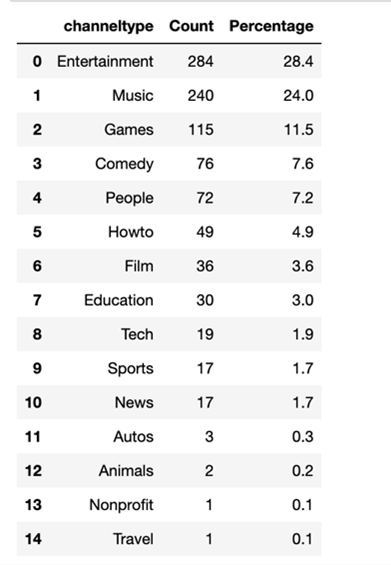 channeltype Count Percentage
0 Entertainment 284 28.4
1 Music 240 24.0
2 Games 115 11.5
3 Comedy 76 7.6
4 People 72 7.2
5 Howto 49 4.9
6 Film 36 3.6
7 Education 30 3.0
8 Tech 19 1.9
9 Sports 17 1.7
10 News 17 1.7
11 Autos 3 0.3
12 Animals 2 0.2
13 Nonprofit 1 0.1
14 Travel 1 0.1